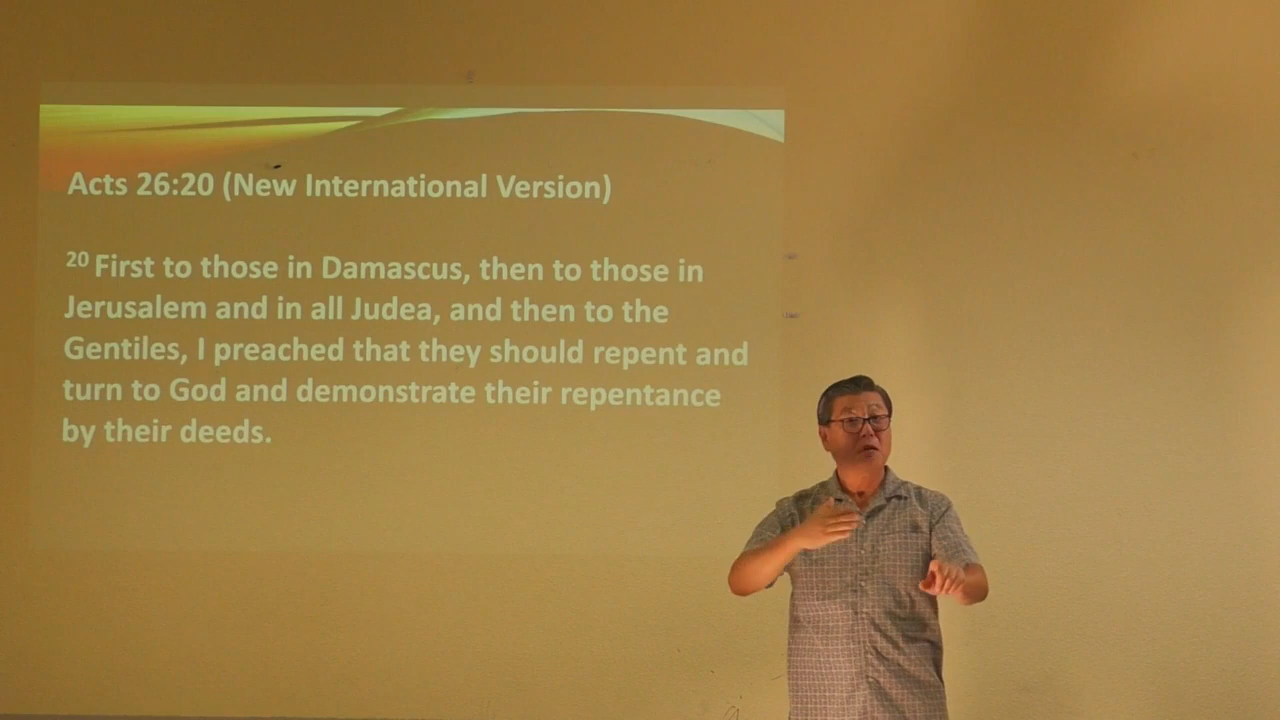 Acts 26:20 (New International Version)
20 First to those in Damascus, then to those in
Jerusalem and in all Judea, and then to the
Gentiles, I preached that they should repent and
turn to God and demonstrate their repentance
by their deeds.